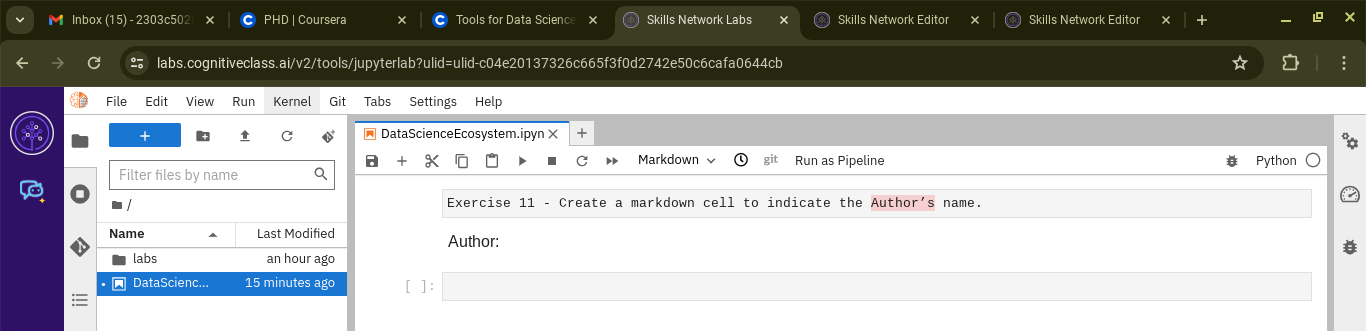 Inbox (15) - 2303c502
PHD | Coursera
Tools for Data Science
Skills Network Labs
Skills Network Editor
Skills Network Editor
labs.cognitiveclass.ai/v2/tools/jupyterlab?ulid=ulid-c04e20137326c665f3f0d2742e50c6cafa0644cb
File Edit View Run Kernel Git Tabs Settings Help
DataScienceEcosystem.ipyn
Filter files by name
/
Name Last Modified
labs an hour ago
DataScienc... 15 minutes ago
Markdown git Run as Pipeline Python
Exercise 11 - Create a markdown cell to indicate the Author’s name.
Author:
[ ]: